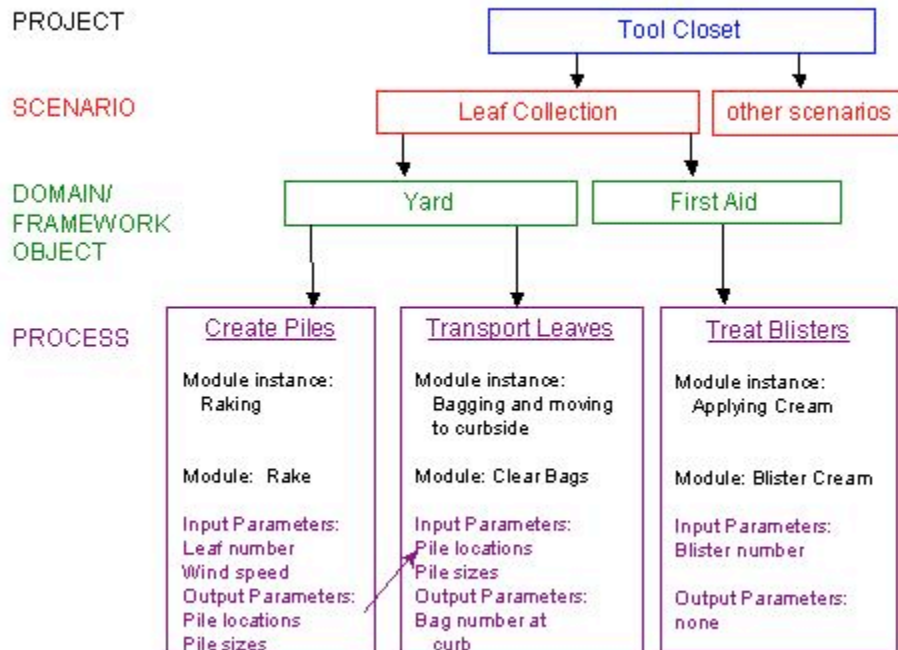 PROJECT
Tool Closet
SCENARIO
Leaf Collection
other scenarios
DOMAIN/
FRAMEWORK
OBJECT
Yard
First Aid
PROCESS
Create Piles
Module instance:
Raking
Module: Rake
Input Parameters:
Leaf number
Wind speed
Output Parameters:
Pile locations
Pile sizes
Transport Leaves
Module instance:
Bagging and moving
to curbside
Module: Clear Bags
Input Parameters:
Pile locations
Pile sizes
Output Parameters:
Bag number at
curb
Treat Blisters
Module instance:
Applying Cream
Module: Blister Cream
Input Parameters:
Blister number
Output Parameters:
none